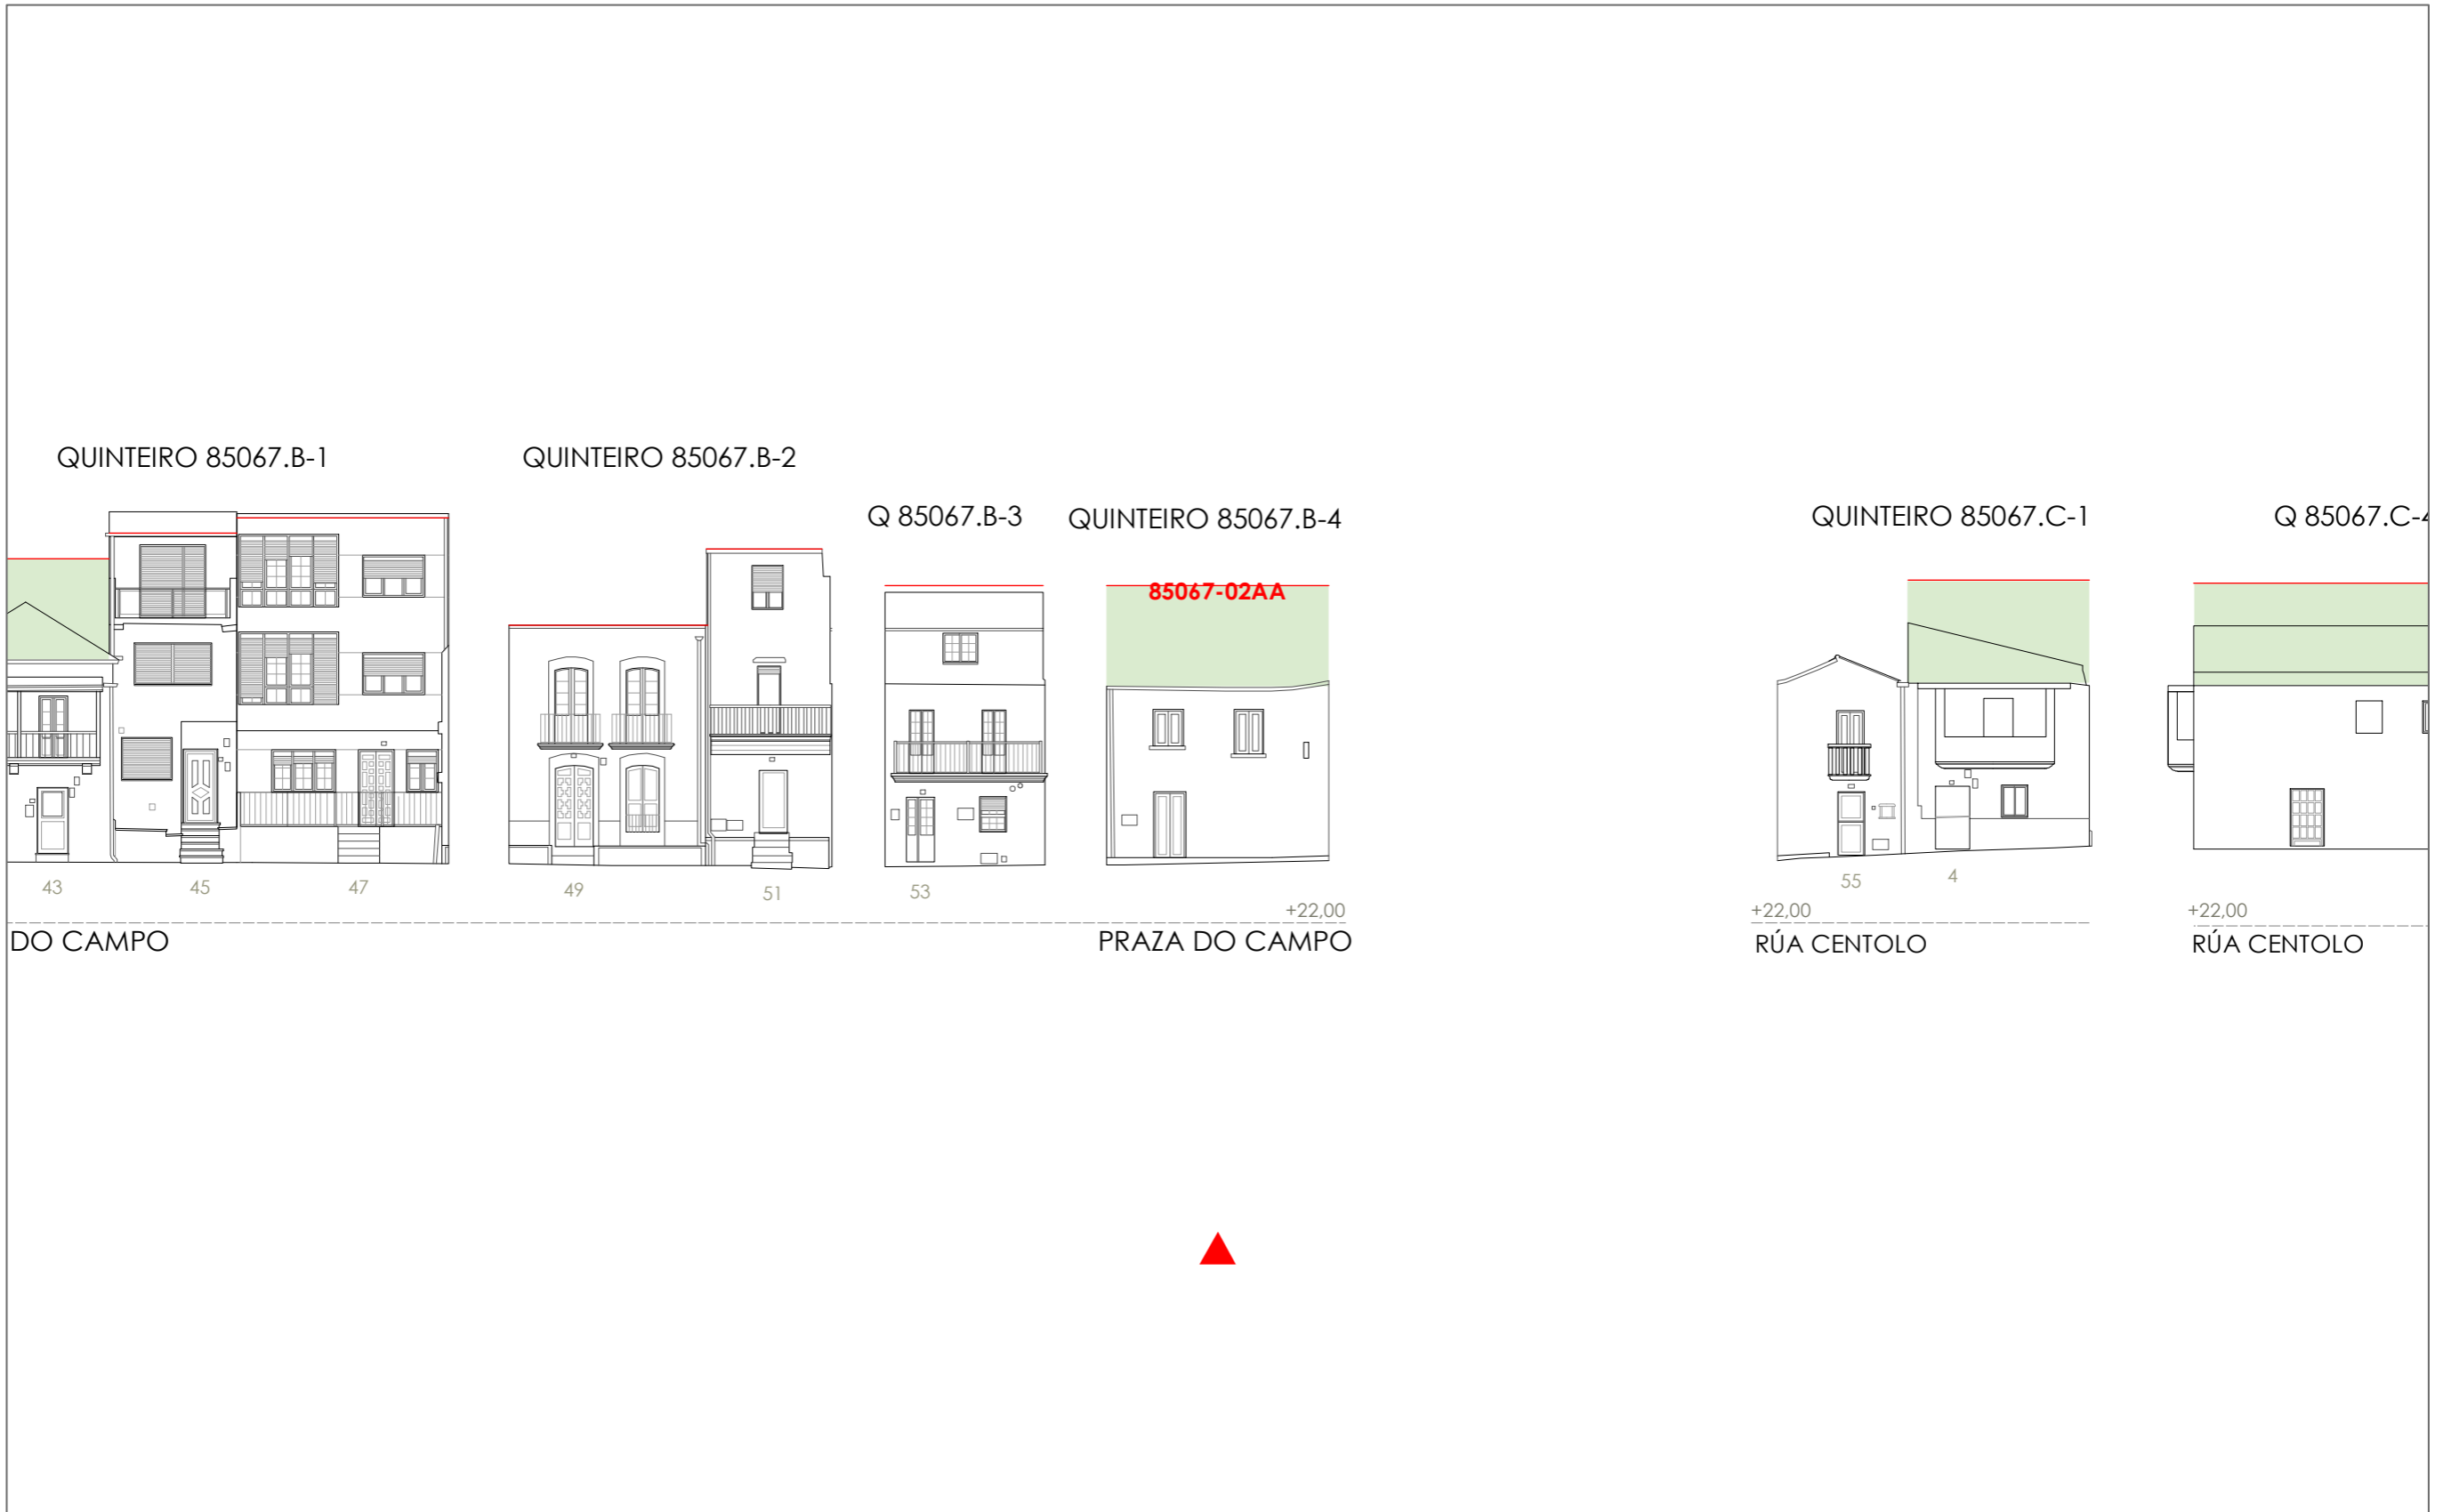 QUINTEIRO 85067.B-1
QUINTEIRO 85067.B-2
Q 85067.B-3
QUINTEIRO 85067.B-4
QUINTEIRO 85067.C-1
Q 85067.C-4
85067-02AA
43
45
47
49
51
53
55
4
+22,00
+22,00
+22,00
DO CAMPO
PRAZA DO CAMPO
RÚA CENTOLO
RÚA CENTOLO